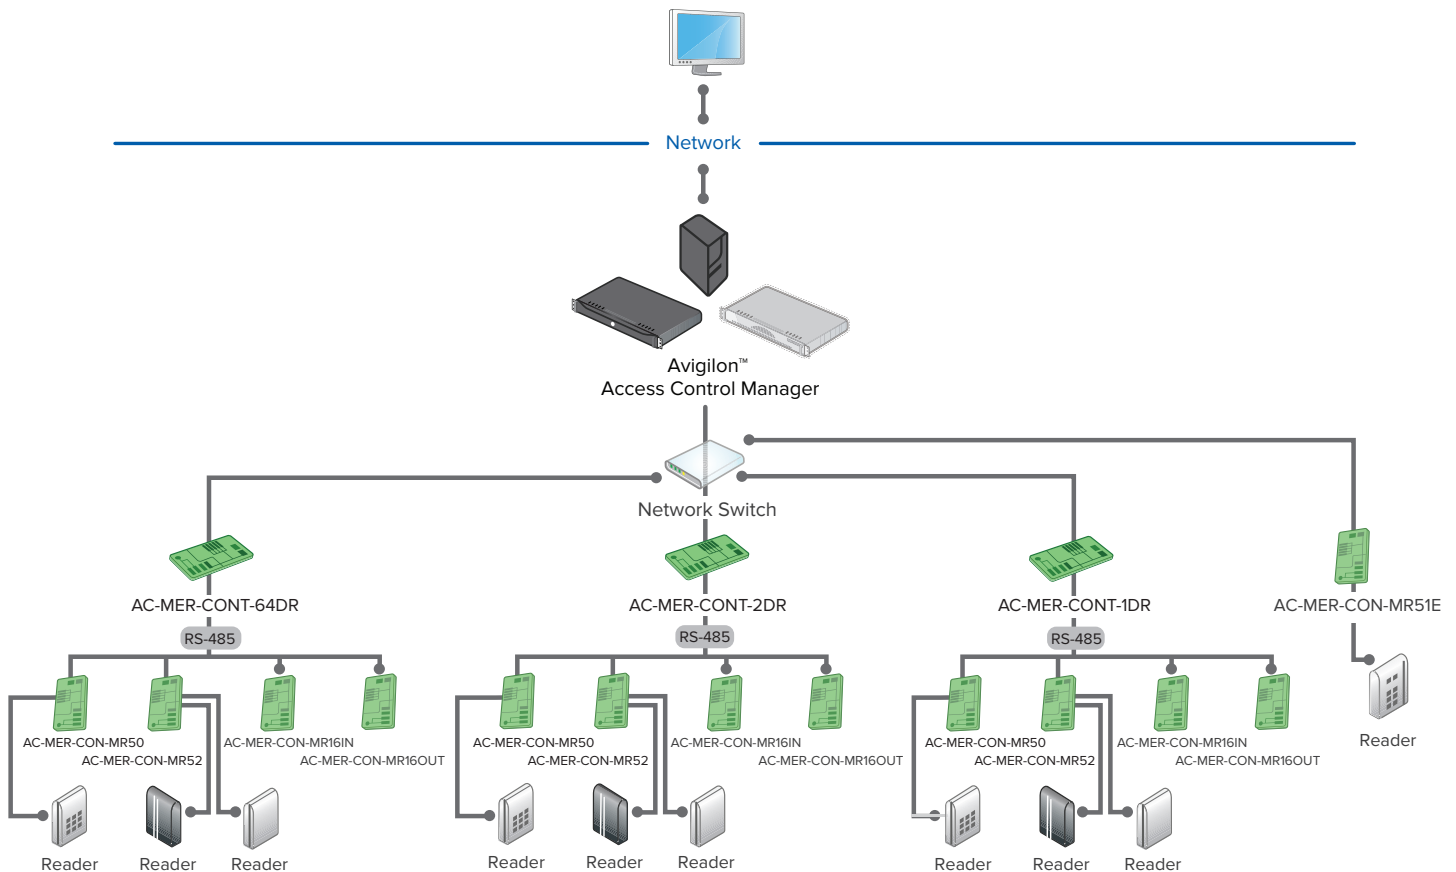 Network
Avigilon™
Access Control Manager
Network Switch
AC-MER-CONT-64DR
AC-MER-CONT-2DR
AC-MER-CONT-1DR
AC-MER-CON-MR51E
RS-485
RS-485
RS-485
AC-MER-CON-MR50
AC-MER-CON-MR16IN
AC-MER-CON-MR52
AC-MER-CON-MR16OUT
AC-MER-CON-MR50
AC-MER-CON-MR16IN
AC-MER-CON-MR52
AC-MER-CON-MR16OUT
AC-MER-CON-MR50
AC-MER-CON-MR16IN
AC-MER-CON-MR52
AC-MER-CON-MR16OUT
Reader
Reader
Reader
Reader
Reader
Reader
Reader
Reader
Reader
Reader